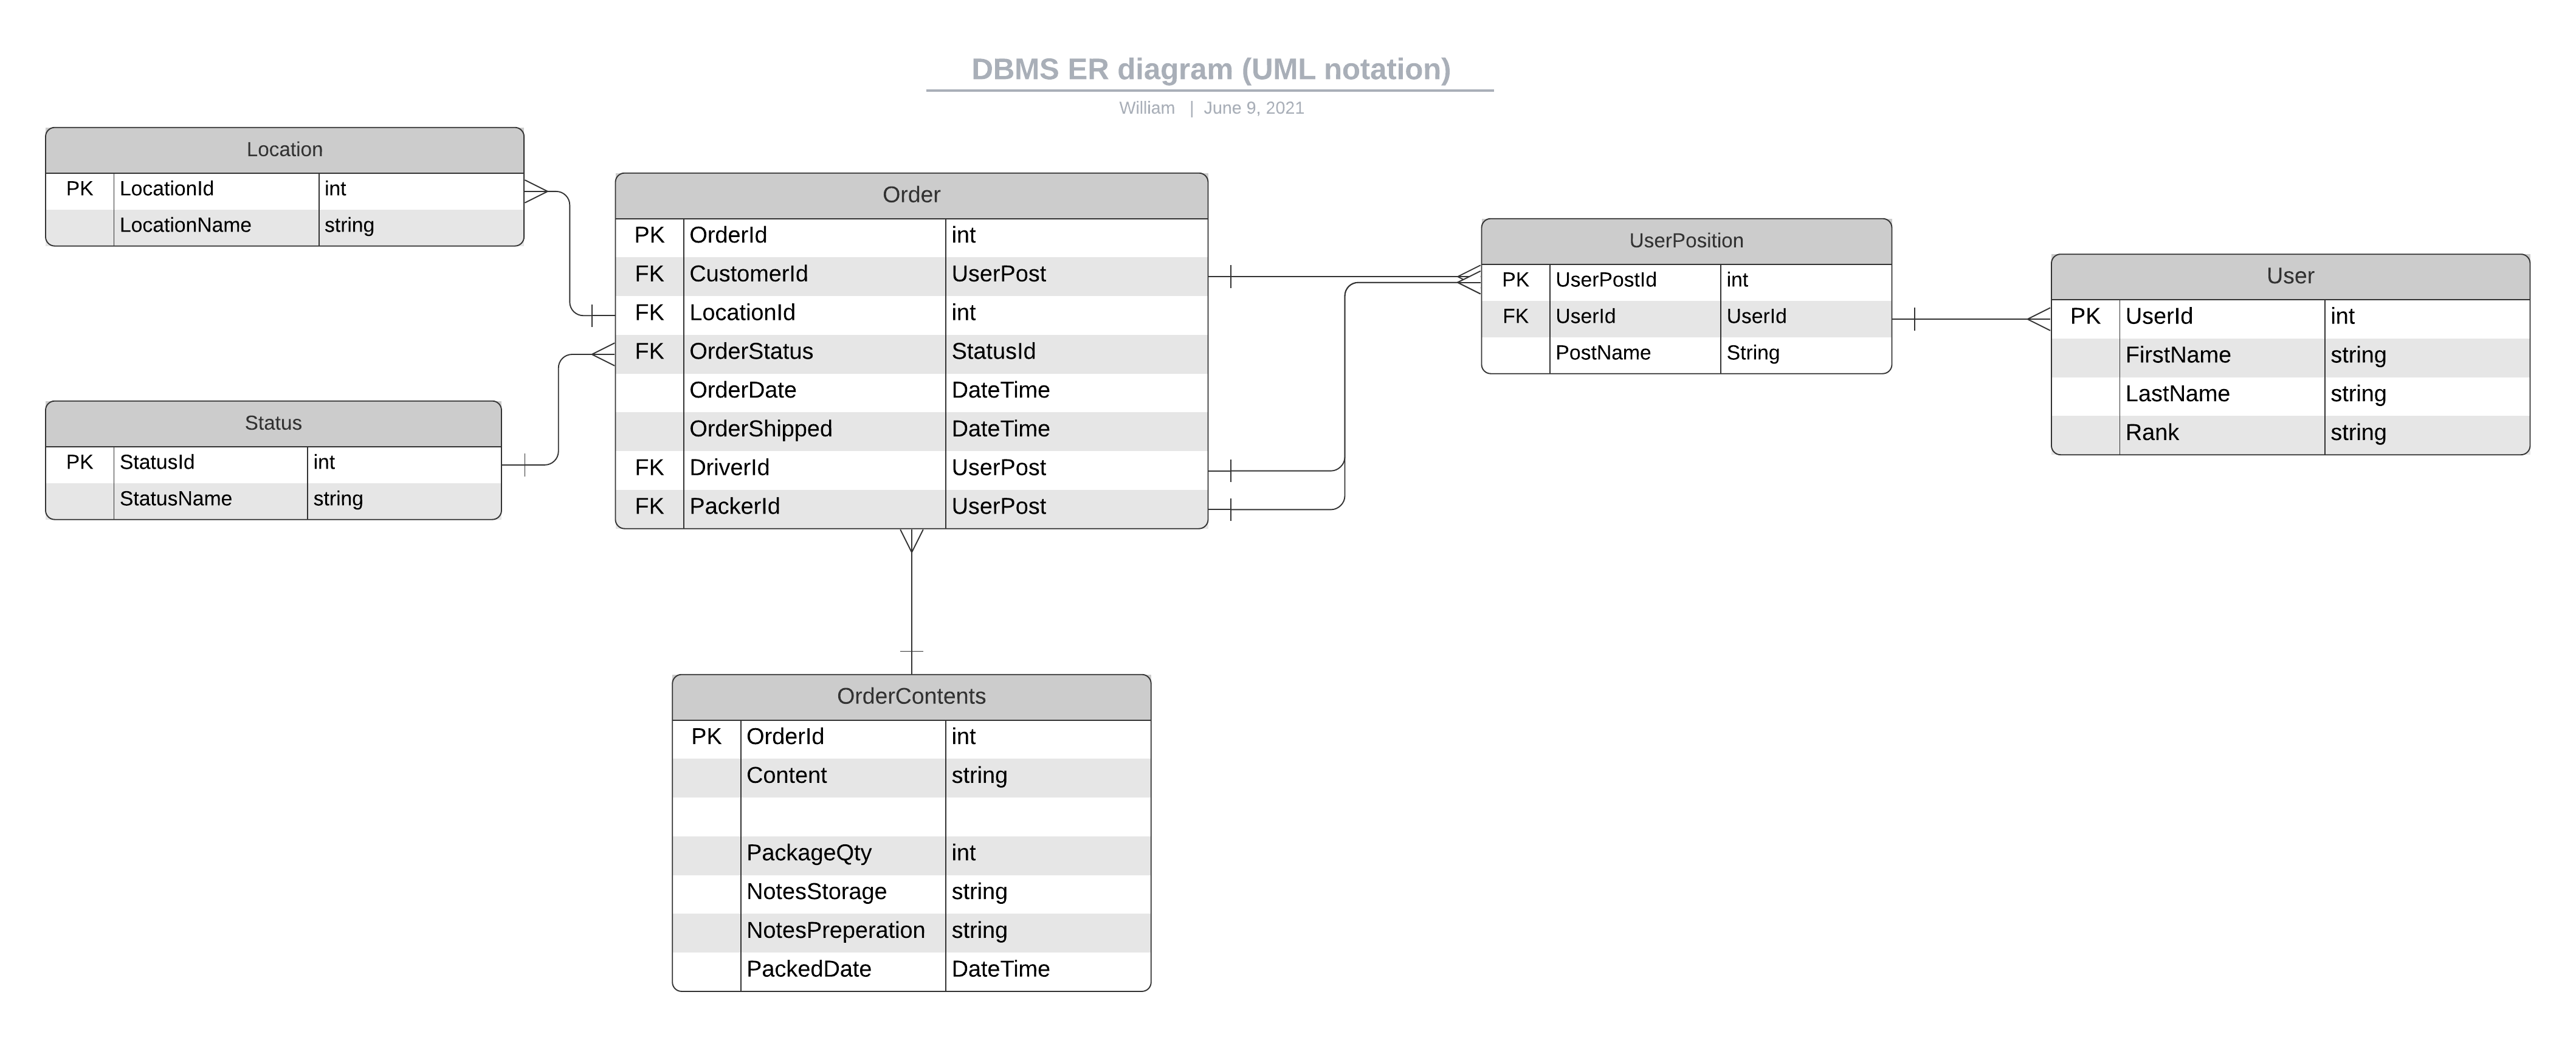 DBMS ER diagram (UML notation)
William | June 9, 2021
Location
PK LocationId int
LocationName string
Status
PK StatusId int
StatusName string
Order
PK OrderId int
FK CustomerId UserPost
FK LocationId int
FK OrderStatus StatusId
OrderDate DateTime
OrderShipped DateTime
FK DriverId UserPost
FK PackerId UserPost
UserPosition
PK UserPostId int
FK UserId UserId
PostName String
User
PK UserId int
FirstName string
LastName string
Rank string
OrderContents
PK OrderId int
Content string
PackageQty int
NotesStorage string
NotesPreperation string
PackedDate DateTime